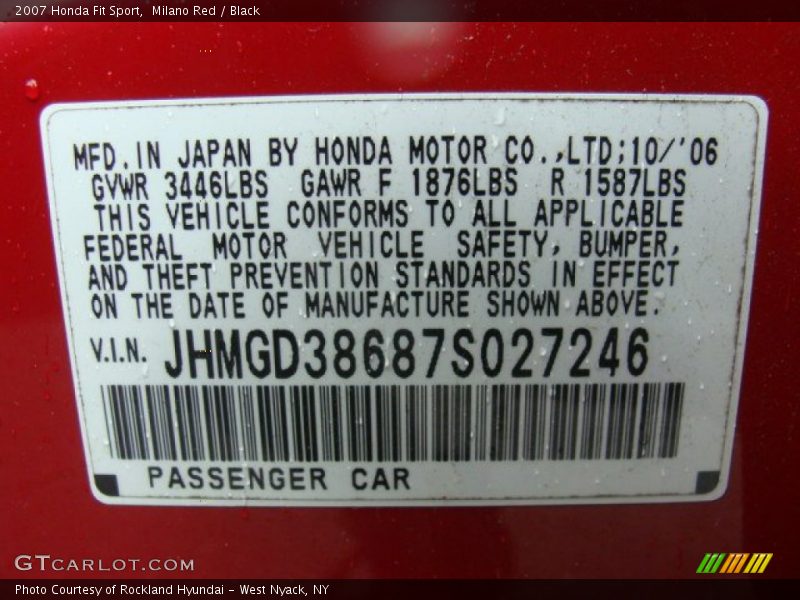 2007 Honda Fit Sport,  Milano Red / Black
MFD.IN JAPAN BY HONDA MOTOR CO.,LTD;10/'06
GVWR 3446LBS  GAWR F 1876LBS  R 1587LBS
THIS VEHICLE CONFORMS TO ALL APPLICABLE
FEDERAL MOTOR VEHICLE SAFETY, BUMPER,
AND THEFT PREVENTION STANDARDS IN EFFECT
ON THE DATE OF MANUFACTURE SHOWN ABOVE.
V.I.N. JHMGD38687S027246
PASSENGER CAR
GTCARLOT.COM
Photo Courtesy of Rockland Hyundai - West Nyack, NY